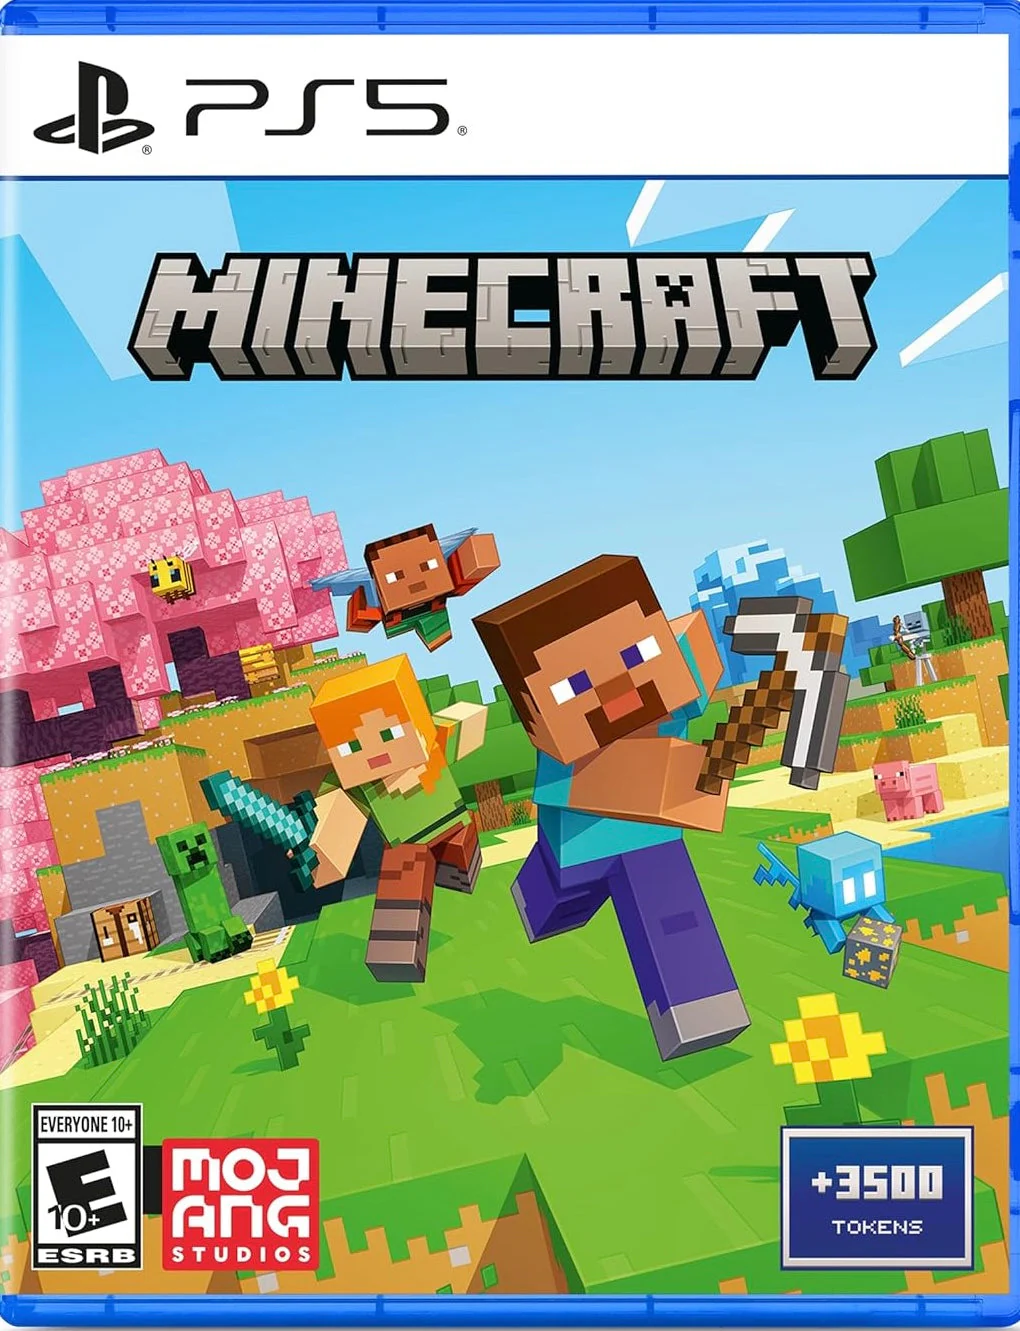 PS5
MINECRAFT
EVERYONE 10+
E
10+
ESRB
MOJ
ANG
STUDIOS
+3500
TOKENS